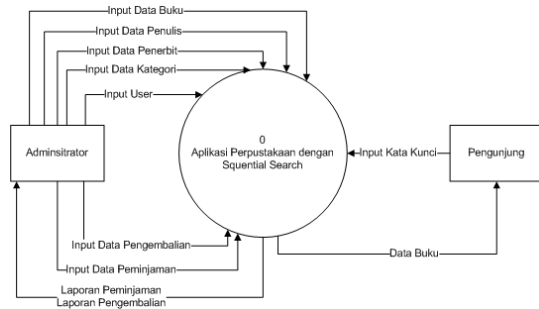 Input Data Buku
Input Data Penulis
Input Data Penerbit
Input Data Kategori
Input User
Adminsitrator
0
Aplikasi Perpustakaan dengan
Squential Search
Input Kata Kunci
Pengunjung
Input Data Pengembalian
Data Buku
Input Data Peminjaman
Laporan Peminjaman
Laporan Pengembalian